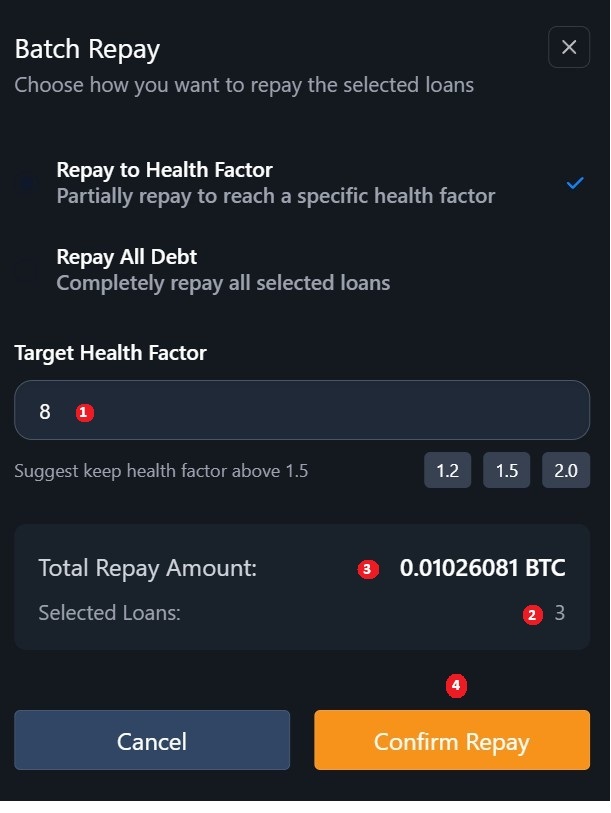 Batch Repay
Choose how you want to repay the selected loans
Repay to Health Factor
Partially repay to reach a specific health factor
Repay All Debt
Completely repay all selected loans
Target Health Factor
8 1
Suggest keep health factor above 1.5 1.2 1.5 2.0
Total Repay Amount: 3 0.01026081 BTC
Selected Loans: 2 3
4
Cancel Confirm Repay